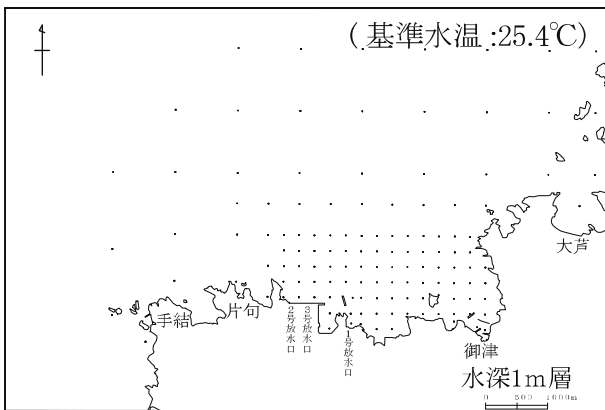 (基準水温:25.4℃)
大芦
手結
片句
2号放水口
3号放水口
1号放水口
御津
水深1m層
0 500 1000m